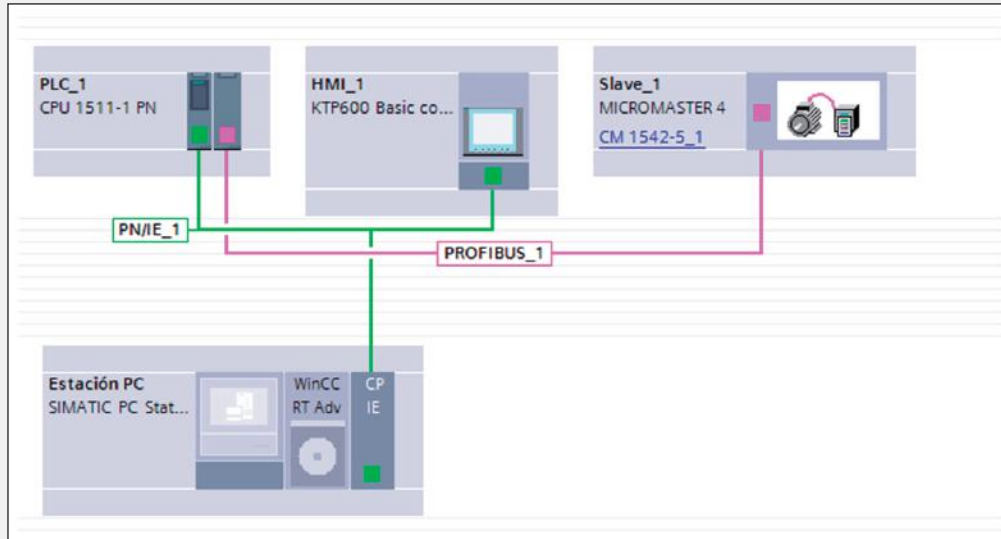 PLC_1
CPU 1511-1 PN
HMI_1
KTP600 Basic co...
Slave_1
MICROMASTER 4
CM 1542-5_1
PN/IE_1
PROFIBUS_1
Estación PC
SIMATIC PC Stat...
WinCC
RT Adv
CP
IE